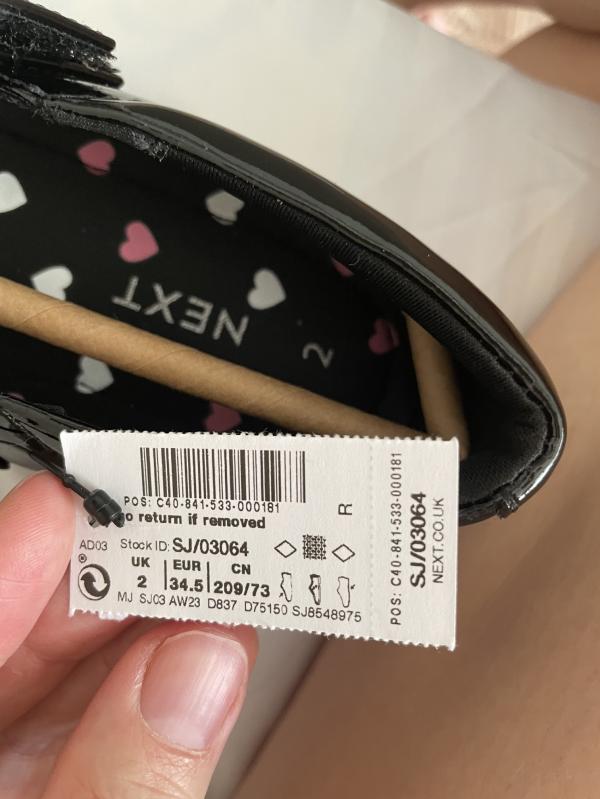 NEXT
2
POS: C40-841-533-000181
o return if removed
R
AD03
Stock ID: SJ/03064
UK
EUR
CN
2
34.5
209/73
MJ SJ03 AW23 D837 D75150 SJ8548975
POS: C40-841-533-000181
SJ/03064
NEXT.CO.UK